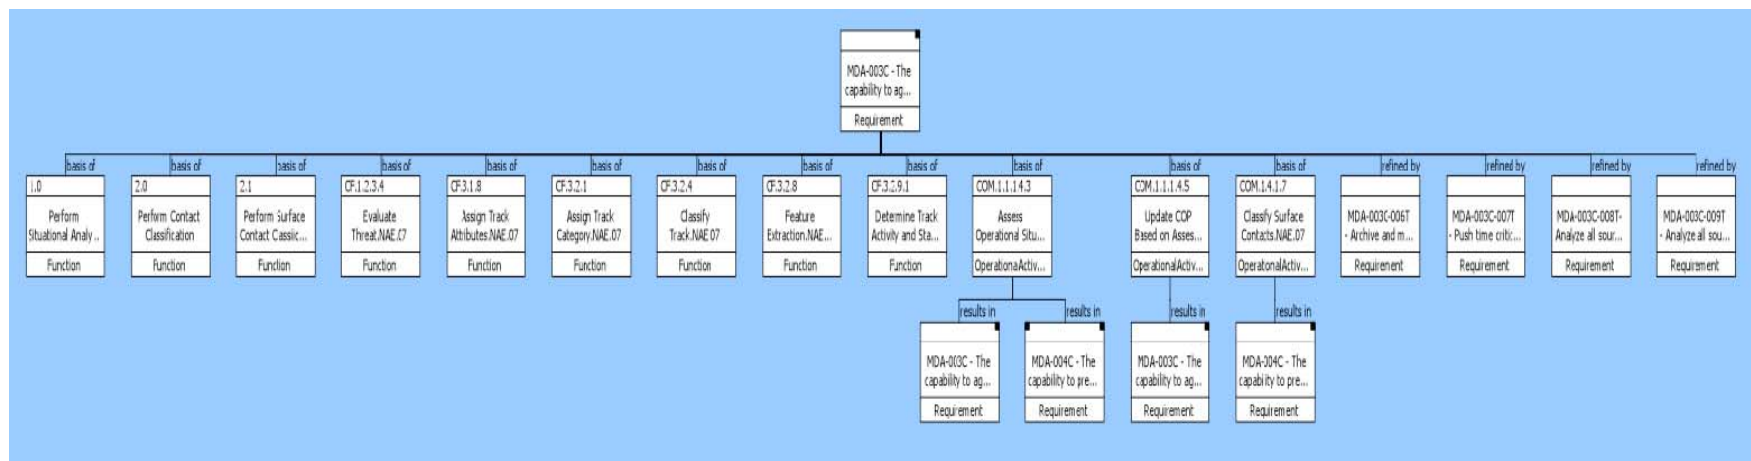 MDA-003C - The
capability to ag...
Requirement
basis of
basis of
basis of
basis of
basis of
basis of
basis of
basis of
basis of
basis of
basis of
basis of
refined by
refined by
refined by
refined by
1.0
Perform
Situational Analy...
Function
2.0
Perform Contact
Classification
Function
2.1
Perform Surface
Contact Classific...
Function
CF.1.2.3.4
Evaluate
Threat.NAE.07
Function
CF.3.1.8
Assign Track
Attributes.NAE.07
Function
CF.3.2.1
Assign Track
Category.NAE.07
Function
CF.3.2.4
Classify
Track.NAE.07
Function
CF.3.2.8
Feature
Extraction.NAE...
Function
CF.3.2.9.1
Determine Track
Activity and Sta...
Function
COM.1.1.14.3
Assess
Operational Situ...
OperationaActiv...
COM.1.1.1.4.5
Update COP
Based on Asses...
OperationalActiv...
COM.1.4.1.7
Classify Surface
Contacts.NAE.07
OperationalActiv...
MDA-003C-006T
- Archive and m...
Requirement
MDA-003C-007T
- Push time critic...
Requirement
MDA-003C-008T-
Analyze all sour...
Requirement
MDA-003C-009T
- Analyze all sou...
Requirement
results in
results in
results in
results in
MDA-003C - The
capability to ag...
Requirement
MDA-004C - The
capability to pre...
Requirement
MDA-003C - The
capability to ag...
Requirement
MDA-004C - The
capability to pre...
Requirement